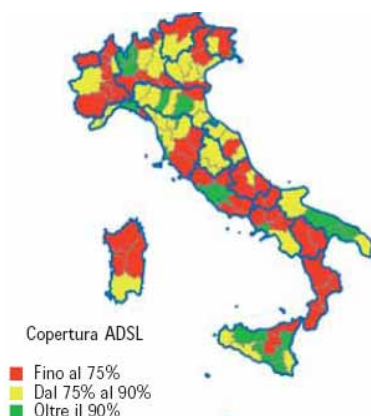 Copertura ADSL
Fino al 75%
Dal 75% al 90%
Oltre il 90%